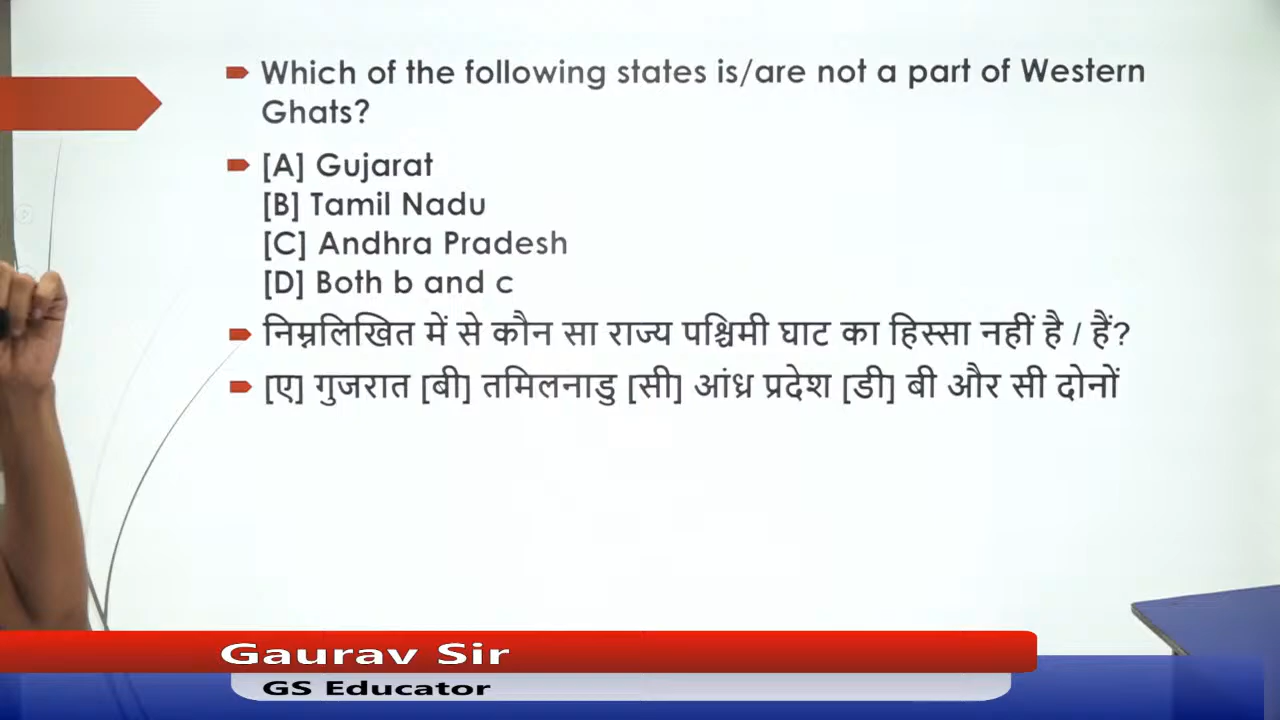 Which of the following states is/are not a part of Western
Ghats?
[A] Gujarat
[B] Tamil Nadu
[C] Andhra Pradesh
[D] Both b and c
निम्नलिखित में से कौन सा राज्य पश्चिमी घाट का हिस्सा नहीं है / हैं?
[ए] गुजरात [बी] तमिलनाडु [सी] आंध्र प्रदेश [डी] बी और सी दोनों
Gaurav Sir
GS Educator